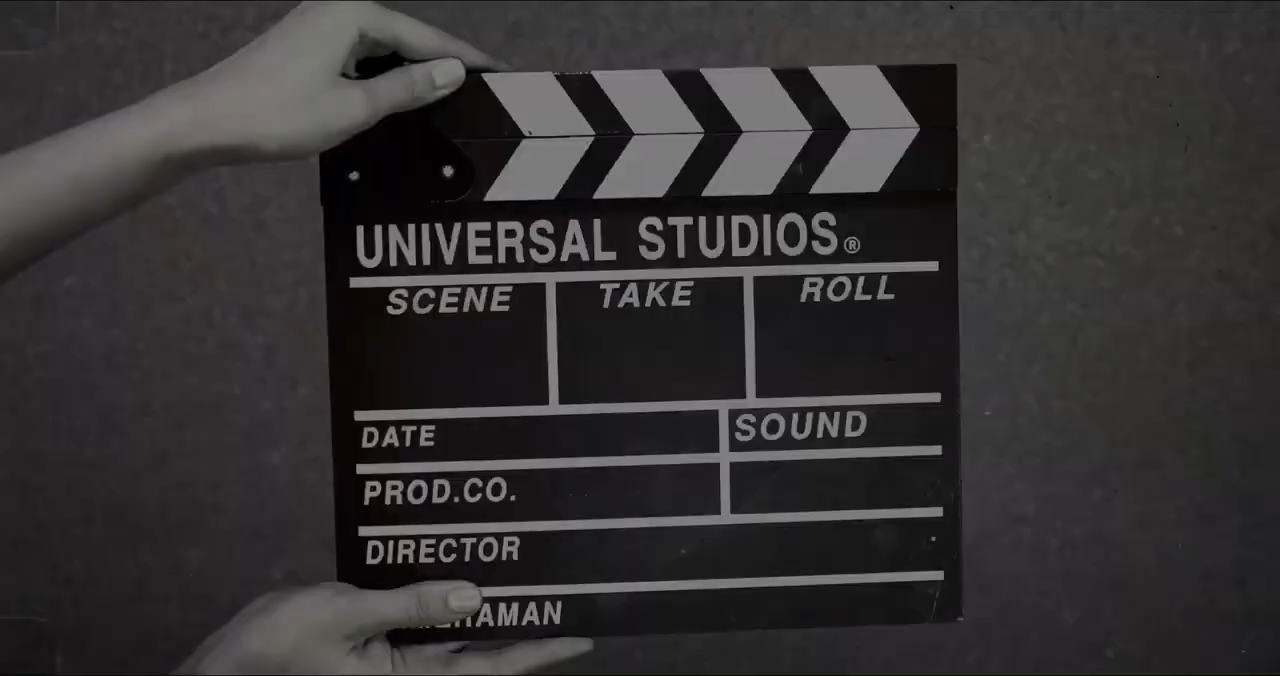 UNIVERSAL STUDIOS®
SCENE TAKE ROLL
DATE
SOUND
PROD.CO.
DIRECTOR